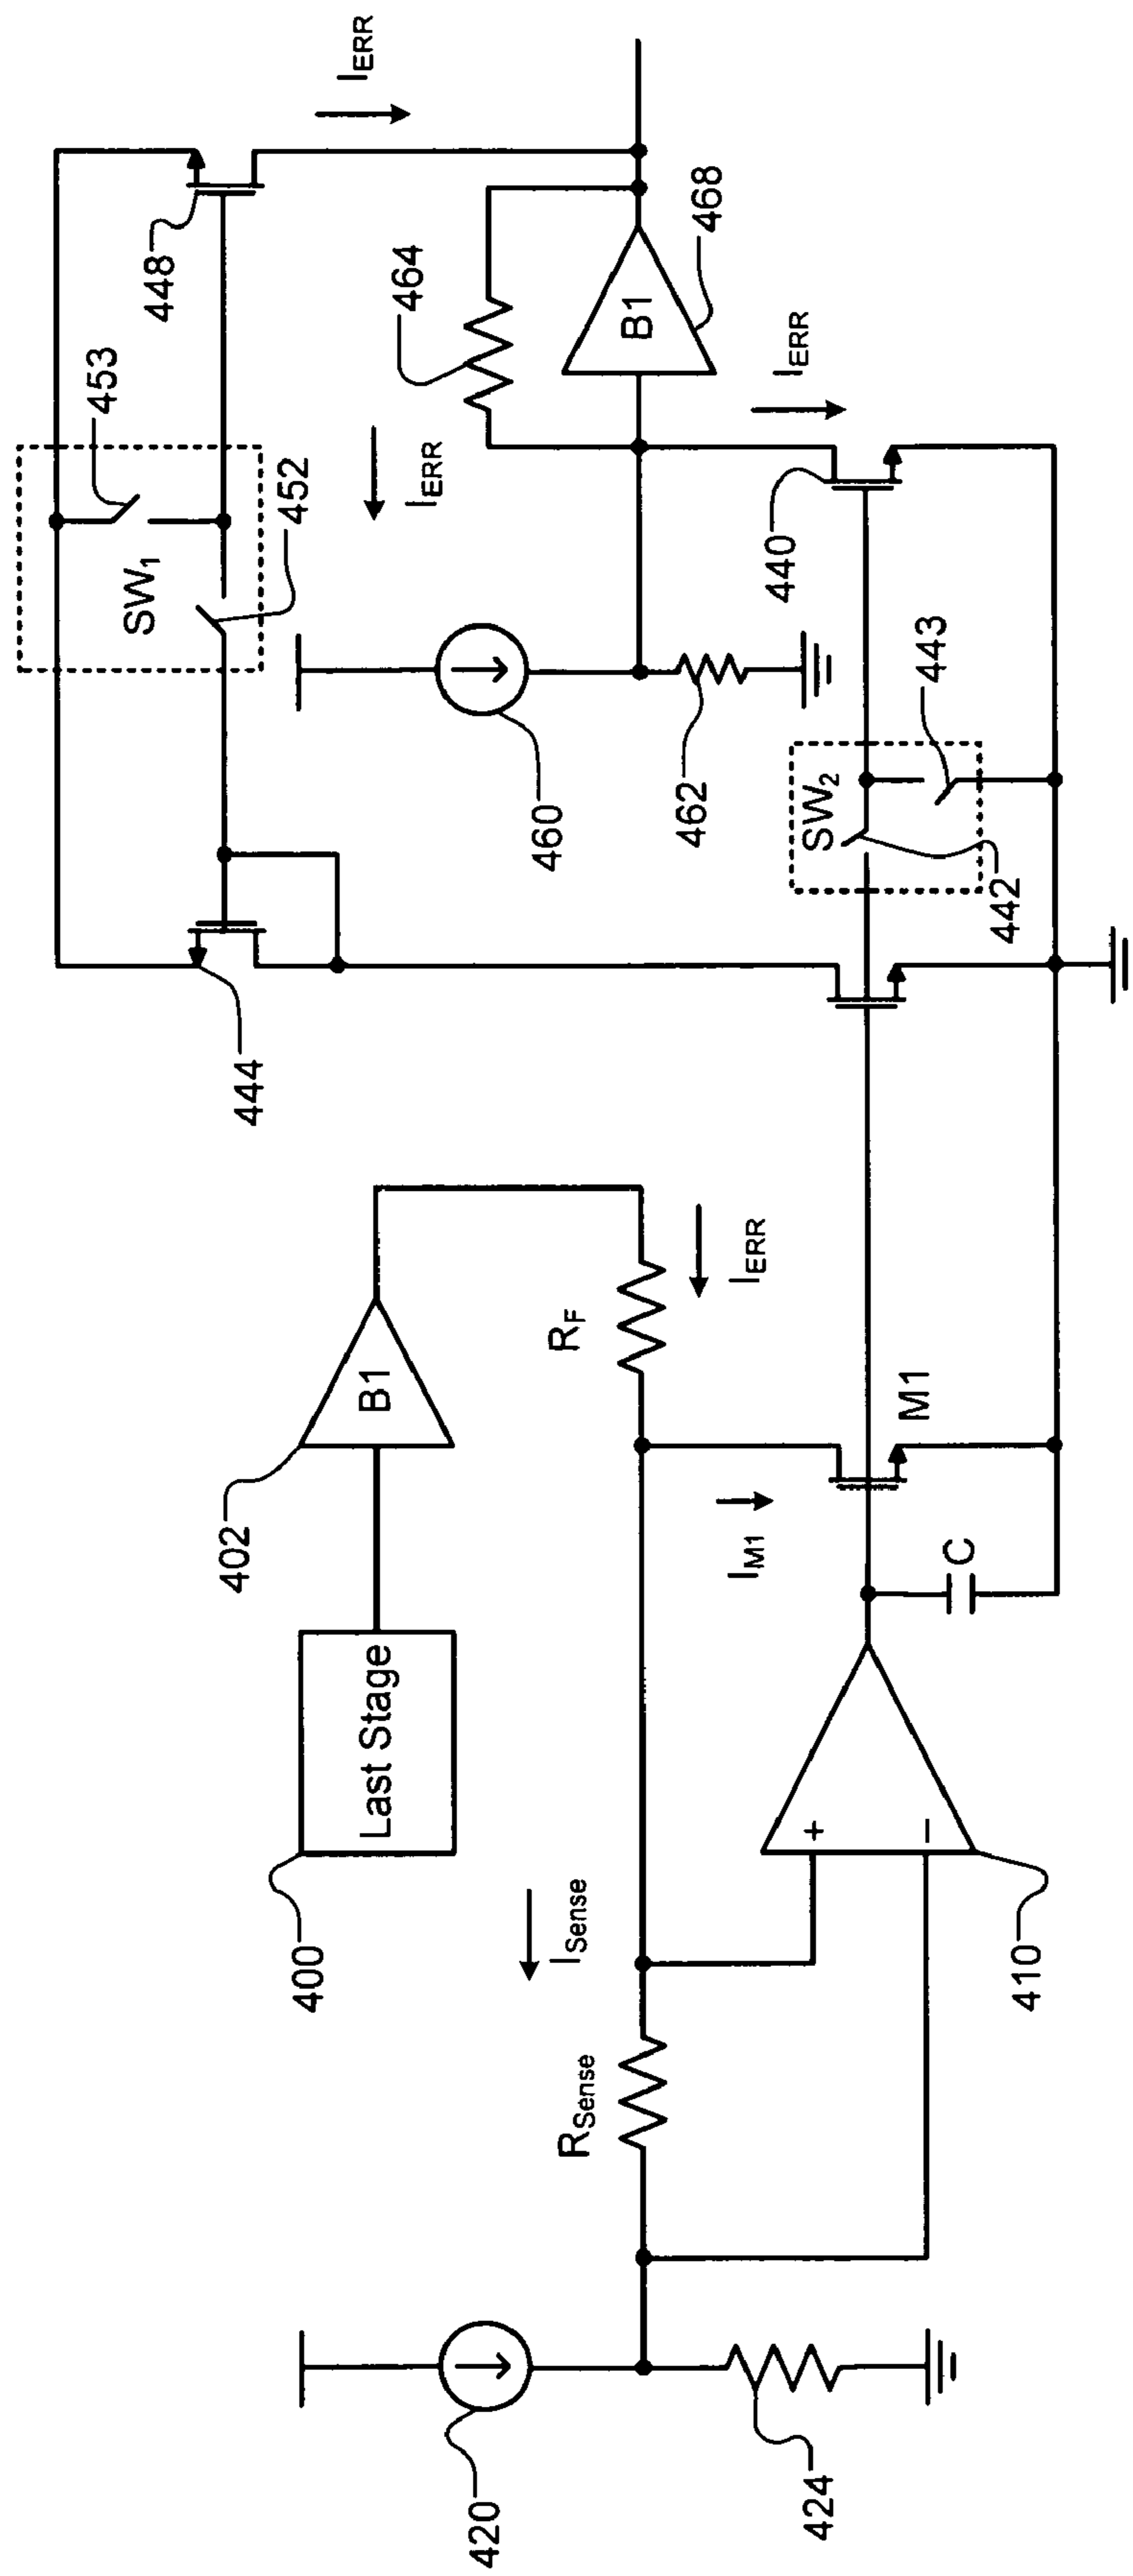 I_ERR
448
453
SW₁
452
464
B1
468
I_ERR
I_ERR
440
460
462
SW₂
443
442
444
402
B1
R_F
I_ERR
M1
I_M1
C
Last Stage
400
I_Sense
+
−
410
R_Sense
420
424